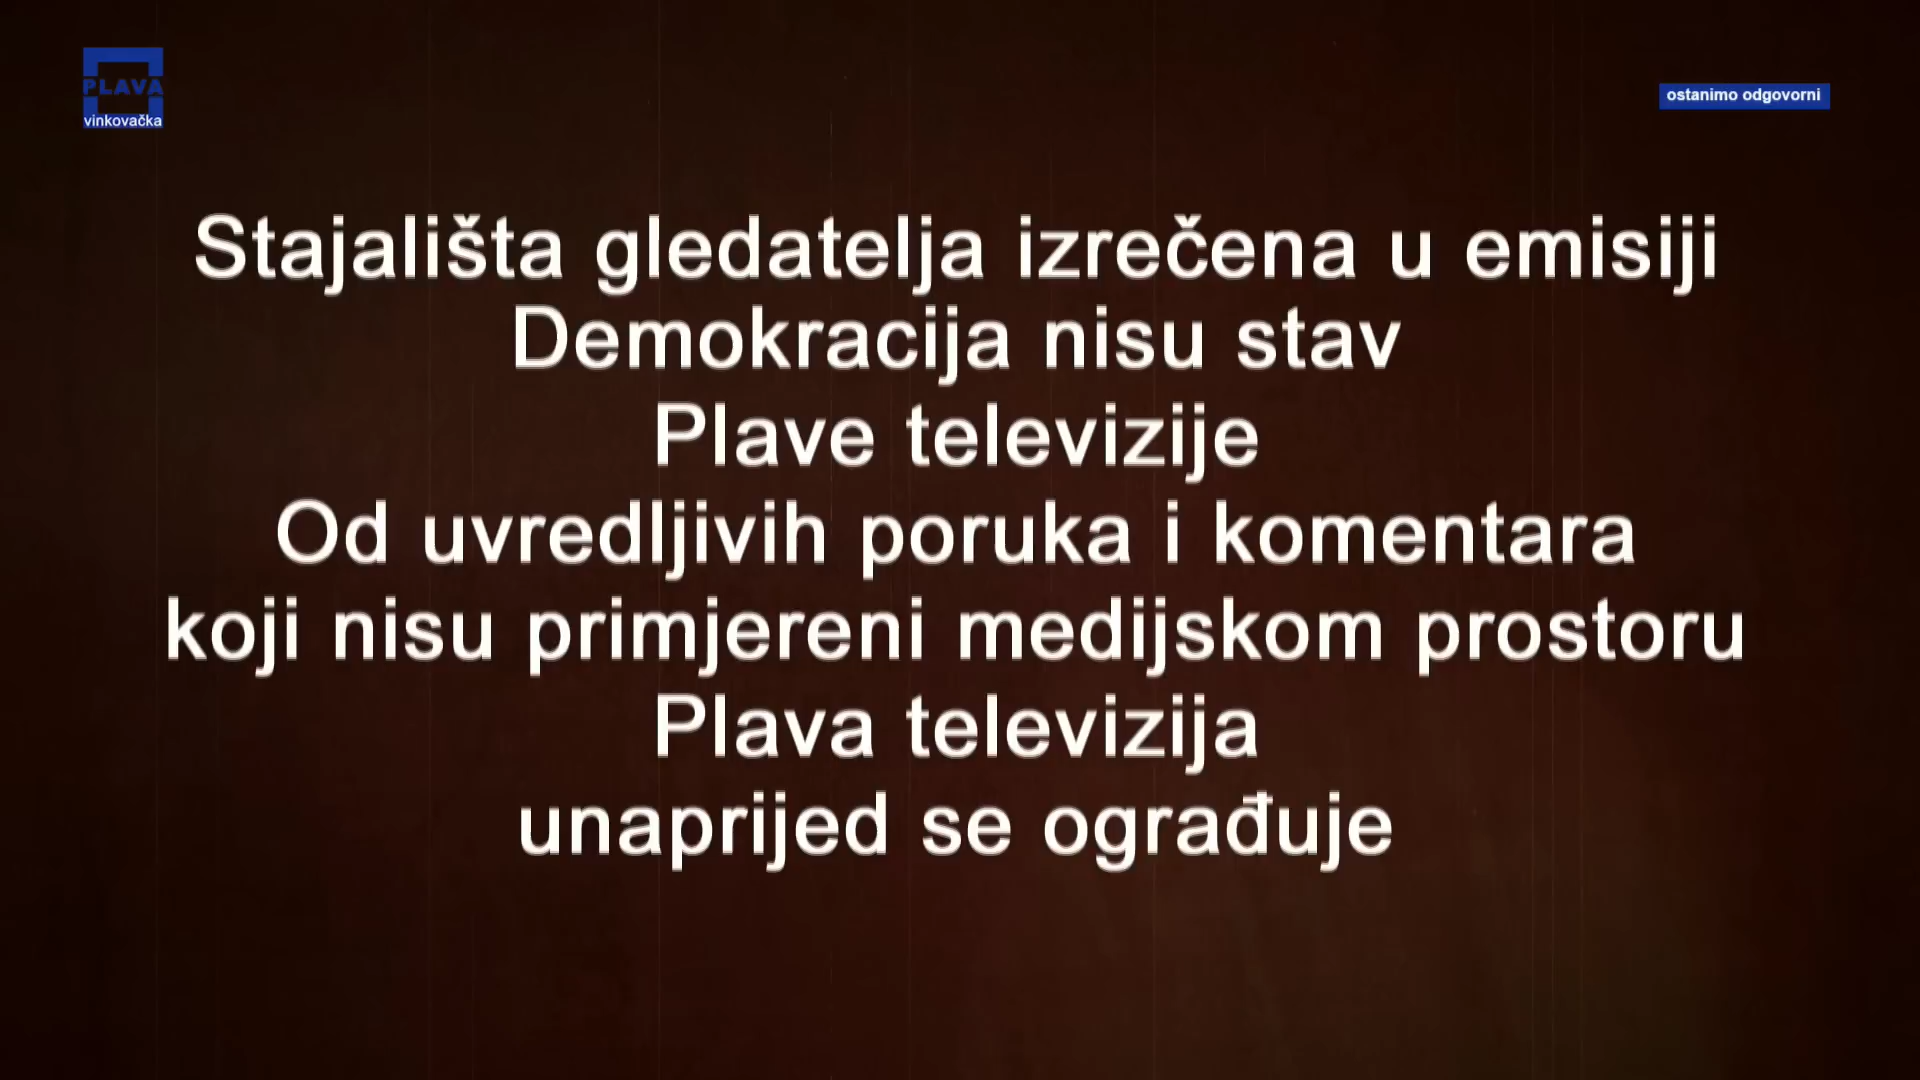 PLAVA
vinkovačka
ostanimo odgovorni
Stajališta gledatelja izrečena u emisiji
Demokracija nisu stav
Plave televizije
Od uvredljivih poruka i komentara
koji nisu primjereni medijskom prostoru
Plava televizija
unaprijed se ograđuje